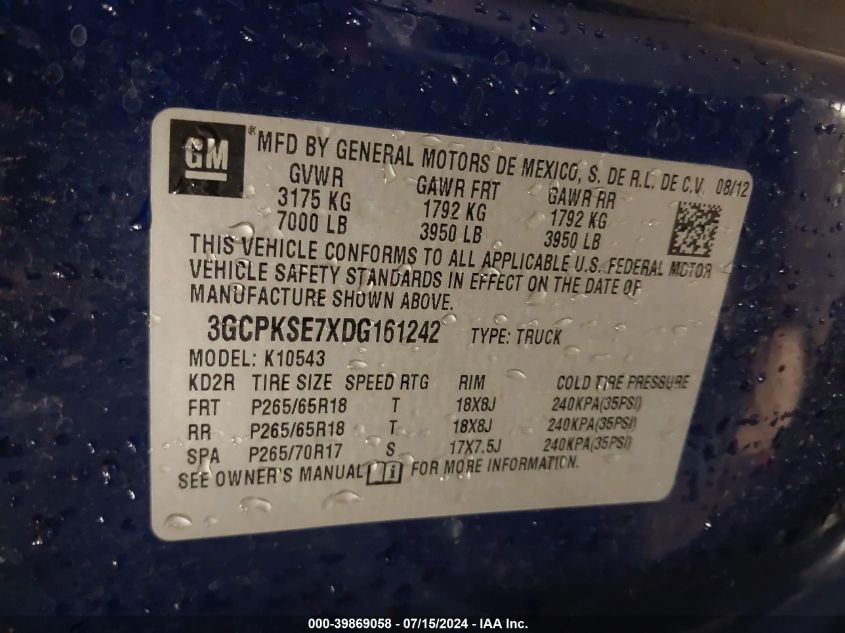 GM ® MFD BY GENERAL MOTORS DE MEXICO, S. DE R.L. DE C.V. 08/12
GVWR GAWR FRT GAWR RR
3175 KG 1792 KG 1792 KG
7000 LB 3950 LB 3950 LB
THIS VEHICLE CONFORMS TO ALL APPLICABLE U.S. FEDERAL MOTOR
VEHICLE SAFETY STANDARDS IN EFFECT ON THE DATE OF
MANUFACTURE SHOWN ABOVE.
3GCPKSE7XDG161242 TYPE: TRUCK
MODEL: K10543
KD2R TIRE SIZE SPEED RTG RIM COLD TIRE PRESSURE
FRT P265/65R18 T 18X8J 240KPA(35PSI)
RR P265/65R18 T 18X8J 240KPA(35PSI)
SPA P265/70R17 S 17X7.5J 240KPA(35PSI)
SEE OWNER'S MANUAL i FOR MORE INFORMATION.
000-39869058 - 07/15/2024 - IAA Inc.